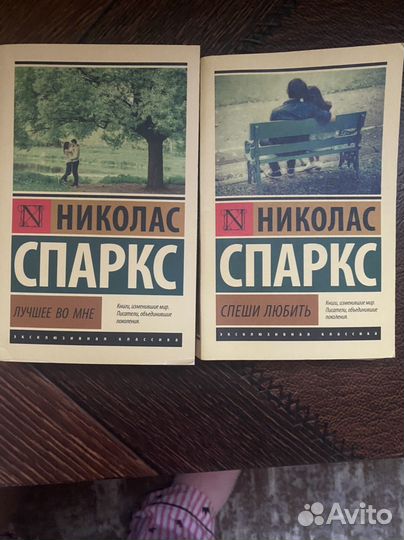 N
НИКОЛАС
СПАРКС
ЛУЧШЕЕ ВО МНЕ
Книги, изменившие мир.
Писатели, объединившие
поколения.
ЭКСКЛЮЗИВНАЯ КЛАССИКА
N
НИКОЛАС
СПАРКС
СПЕШИ ЛЮБИТЬ
Книги, изменившие мир.
Писатели, объединившие
поколения.
ЭКСКЛЮЗИВНАЯ КЛАССИКА
Avito